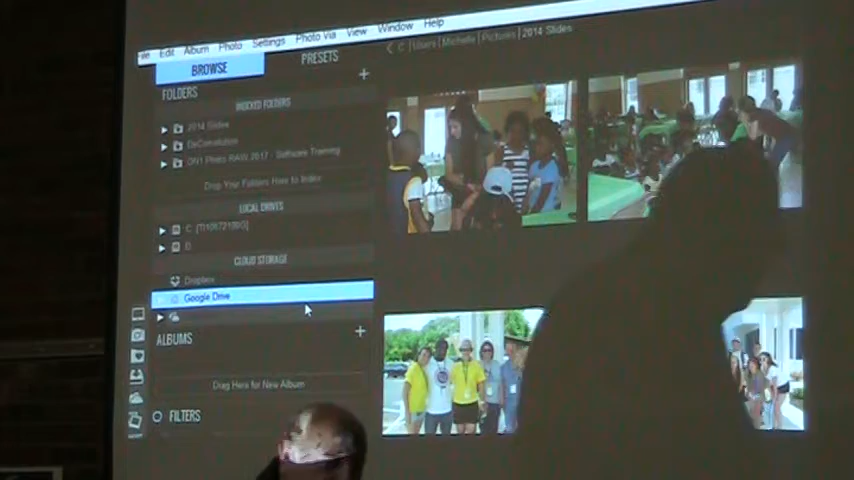 File Edit Album Photo Settings Photo Via View Window Help
BROWSE
PRESETS
C | Users | Michelle | Pictures | 2014 Slides
FOLDERS
INDEXED FOLDERS
2014 Slides
DxConvolution
ON1 Photo RAW 2017 - Software Training
Drop Your Folders Here to Index
LOCAL DRIVES
C
D
CLOUD STORAGE
Dropbox
Google Drive
ALBUMS
Drag Here for New Album
FILTERS